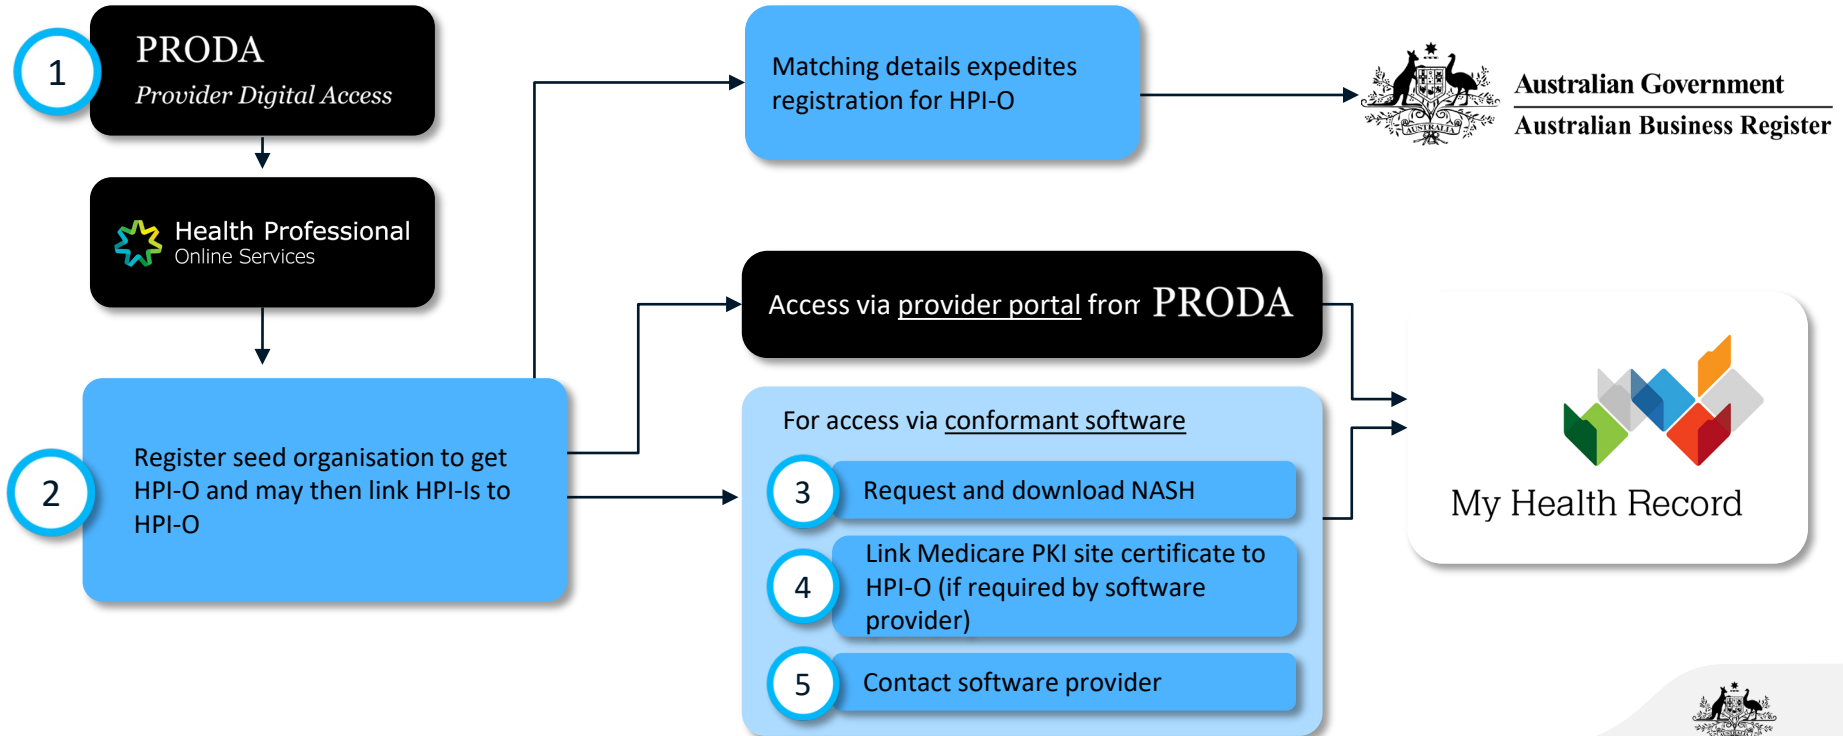 1
PRODA
Provider Digital Access
Health Professional
Online Services
2
Register seed organisation to get
HPI-O and may then link HPI-Is to
HPI-O
Matching details expedites
registration for HPI-O
AUSTRALIA
Australian Government
Australian Business Register
Access via provider portal from PRODA
For access via conformant software
3
Request and download NASH
4
Link Medicare PKI site certificate to
HPI-O (if required by software
provider)
5
Contact software provider
My Health Record